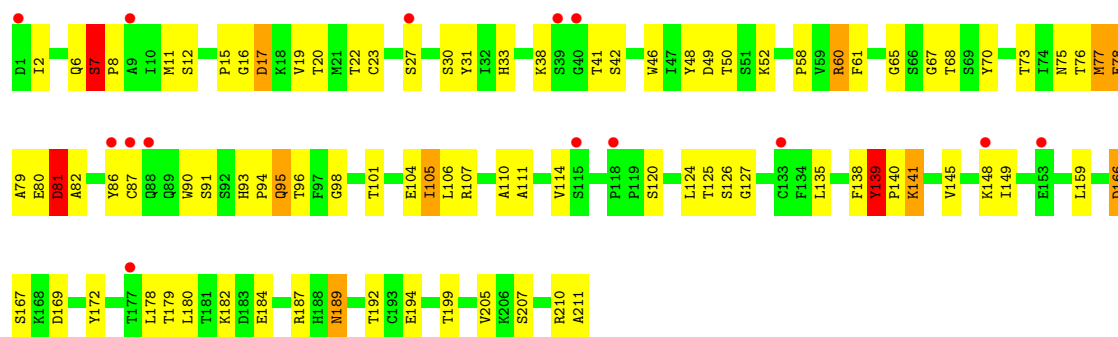 D1 I2 Q6 S7 P8 A9 I10 M11 S12 P15 G16 D17 K18 V19 T20 M21 T22 C23 S27 S30 Y31 I32 H33 K38 S39 G40 T41 S42 W46 I47 Y48 D49 T50 S51 K52 P58 V59 R60 F61 G65 S66 G67 T68 S69 Y70 T73 I74 N75 T76 M77
A79 E80 D81 A82 Y86 C87 Q88 Q89 W90 S91 S92 H93 P94 Q95 T96 F97 G98 T101 E104 I105 L106 R107 A110 A111 V114 S115 P118 P119 S120 L124 T125 S126 G127 C133 F134 L135 F138 Y139 P140 K141 V145 K148 I149 E153 L159 D166
S167 K168 D169 Y172 T177 L178 T179 L180 T181 K182 D183 E184 R187 H188 N189 T192 C193 E194 T199 V205 K206 S207 R210 A211